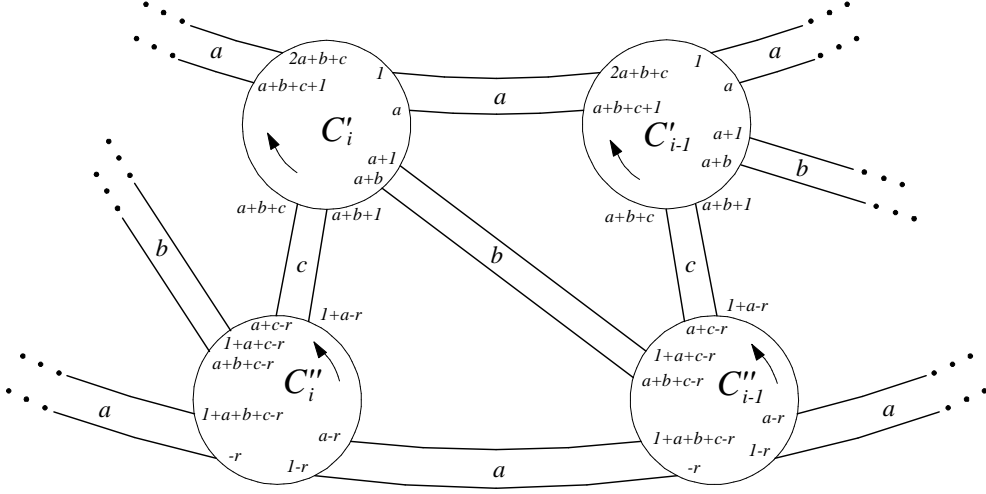 a
2a+b+c
1
a+b+c+1
a
C'i
a+1
a+b
a+b+c
a+b+1
a
2a+b+c
1
a
a+b+c+1
a
C'i-1
a+1
a+b
b
a+b+c
a+b+1
b
c
b
c
a+c-r
1+a-r
1+a+c-r
a+b+c-r
C''i
1+a+b+c-r
a-r
-r
1-r
a
1+a-r
1+a+c-r
a+b+c-r
C''i-1
a-r
1+a+b+c-r
1-r
-r
a
a